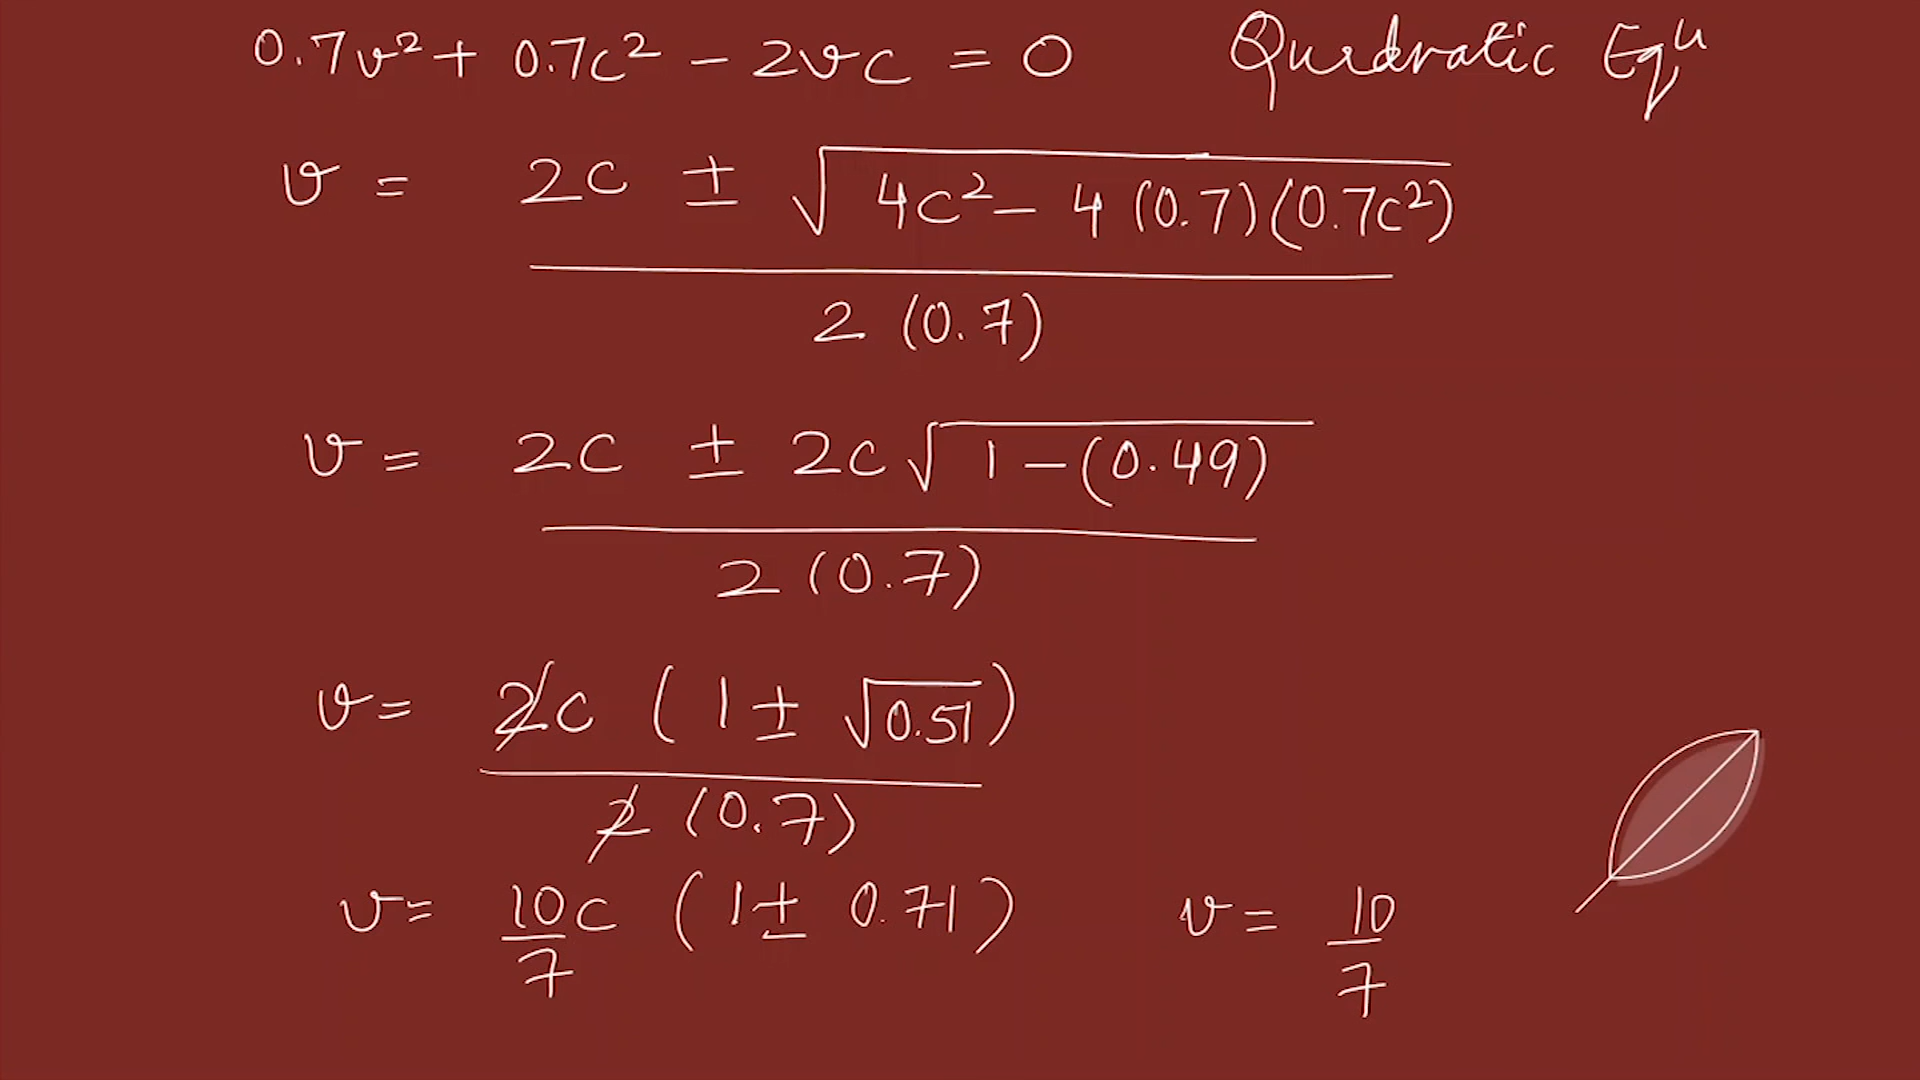 0.7v² + 0.7c² - 2vc = 0 Quadratic Equ
v = 2c ± √4c² - 4 (0.7)(0.7c²)
2 (0.7)
v = 2c ± 2c √1 - (0.49)
2 (0.7)
v = 2c (1 ± √0.51)
2 (0.7)
v = 10c (1 ± 0.71) v = 10
7 7